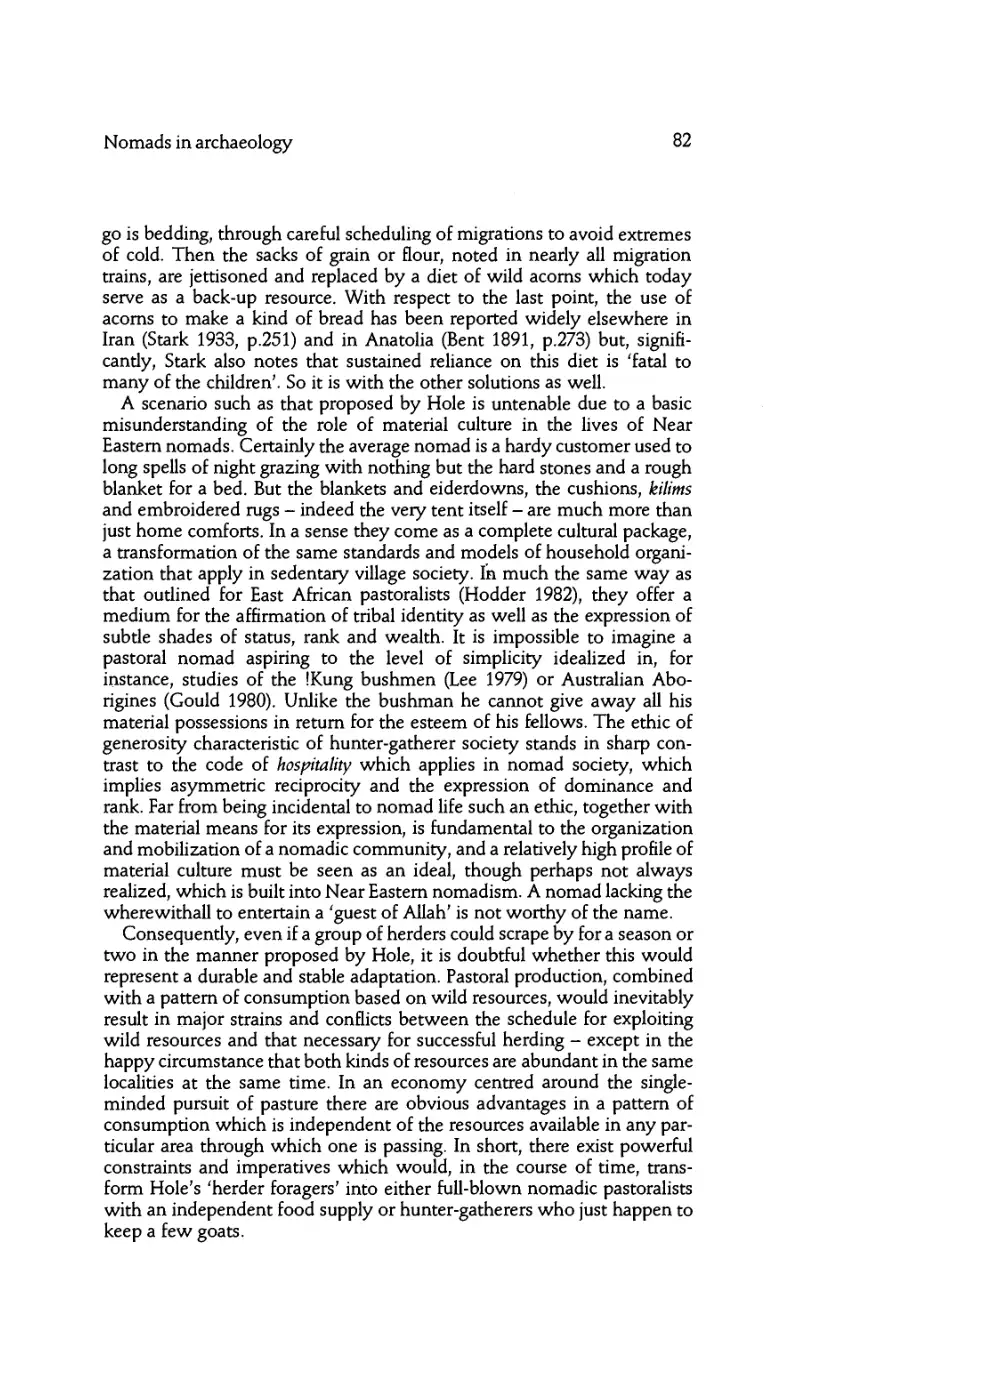 Nomads in archaeology 82
go is bedding, through careful scheduling of migrations to avoid extremes
of cold. Then the sacks of grain or flour, noted in nearly all migration
trains, are jettisoned and replaced by a diet of wild acorns which today
serve as a back-up resource. With respect to the last point, the use of
acorns to make a kind of bread has been reported widely elsewhere in
Iran (Stark 1933, p.251) and in Anatolia (Bent 1891, p.273) but, signifi-
cantly, Stark also notes that sustained reliance on this diet is ‘fatal to
many of the children’. So it is with the other solutions as well.
A scenario such as that proposed by Hole is untenable due to a basic
misunderstanding of the role of material culture in the lives of Near
Eastern nomads. Certainly the average nomad is a hardy customer used to
long spells of night grazing with nothing but the hard stones and a rough
blanket for a bed. But the blankets and eiderdowns, the cushions, kilims
and embroidered rugs – indeed the very tent itself – are much more than
just home comforts. In a sense they come as a complete cultural package,
a transformation of the same standards and models of household organi-
zation that apply in sedentary village society. In much the same way as
that outlined for East African pastoralists (Hodder 1982), they offer a
medium for the affirmation of tribal identity as well as the expression of
subtle shades of status, rank and wealth. It is impossible to imagine a
pastoral nomad aspiring to the level of simplicity idealized in, for
instance, studies of the !Kung bushmen (Lee 1979) or Australian Abo-
rigines (Gould 1980). Unlike the bushman he cannot give away all his
material possessions in return for the esteem of his fellows. The ethic of
generosity characteristic of hunter-gatherer society stands in sharp con-
trast to the code of hospitality which applies in nomad society, which
implies asymmetric reciprocity and the expression of dominance and
rank. Far from being incidental to nomad life such an ethic, together with
the material means for its expression, is fundamental to the organization
and mobilization of a nomadic community, and a relatively high profile of
material culture must be seen as an ideal, though perhaps not always
realized, which is built into Near Eastern nomadism. A nomad lacking the
wherewithall to entertain a ‘guest of Allah’ is not worthy of the name.
Consequently, even if a group of herders could scrape by for a season or
two in the manner proposed by Hole, it is doubtful whether this would
represent a durable and stable adaptation. Pastoral production, combined
with a pattern of consumption based on wild resources, would inevitably
result in major strains and conflicts between the schedule for exploiting
wild resources and that necessary for successful herding – except in the
happy circumstance that both kinds of resources are abundant in the same
localities at the same time. In an economy centred around the single-
minded pursuit of pasture there are obvious advantages in a pattern of
consumption which is independent of the resources available in any par-
ticular area through which one is passing. In short, there exist powerful
constraints and imperatives which would, in the course of time, trans-
form Hole’s ‘herder foragers’ into either full-blown nomadic pastoralists
with an independent food supply or hunter-gatherers who just happen to
keep a few goats.